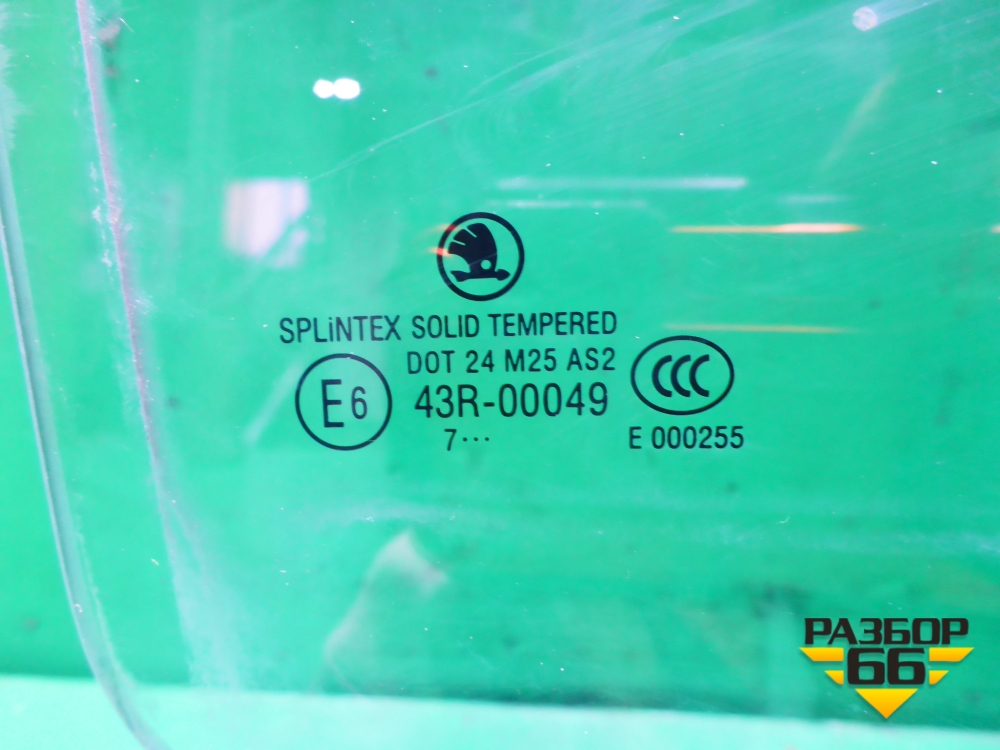 SPLiNTEX SOLID TEMPERED
DOT 24 M25 AS2
E6 43R-00049 CCC
7··· E 000255
РАЗБОР
66